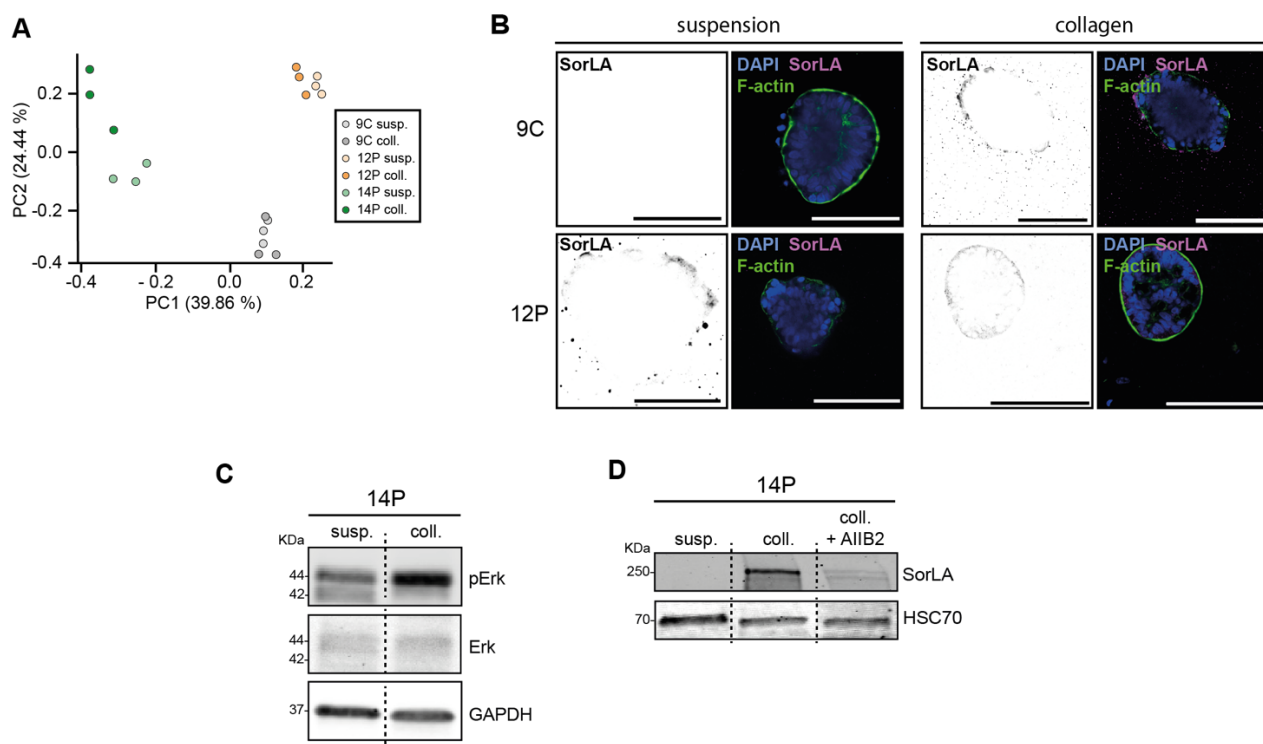 A
PC2 (24.44 %)
0.2
0.0
- 0.2
-0.4
-0.4
- 0.2
0.0
0.2
PC1 (39.86 %)
9C susp.
9C coll.
12P susp.
12P coll.
14P susp.
14P coll.
B
suspension
collagen
9C
SorLA
DAPI SorLA
F-actin
SorLA
DAPI SorLA
F-actin
12P
SorLA
DAPI SorLA
F-actin
SorLA
DAPI SorLA
F-actin
C
14P
KDa
susp.
coll.
44
42
pErk
44
42
Erk
37
GAPDH
D
14P
KDa
susp.
coll.
coll.
+ AIIB2
250
SorLA
70
HSC70